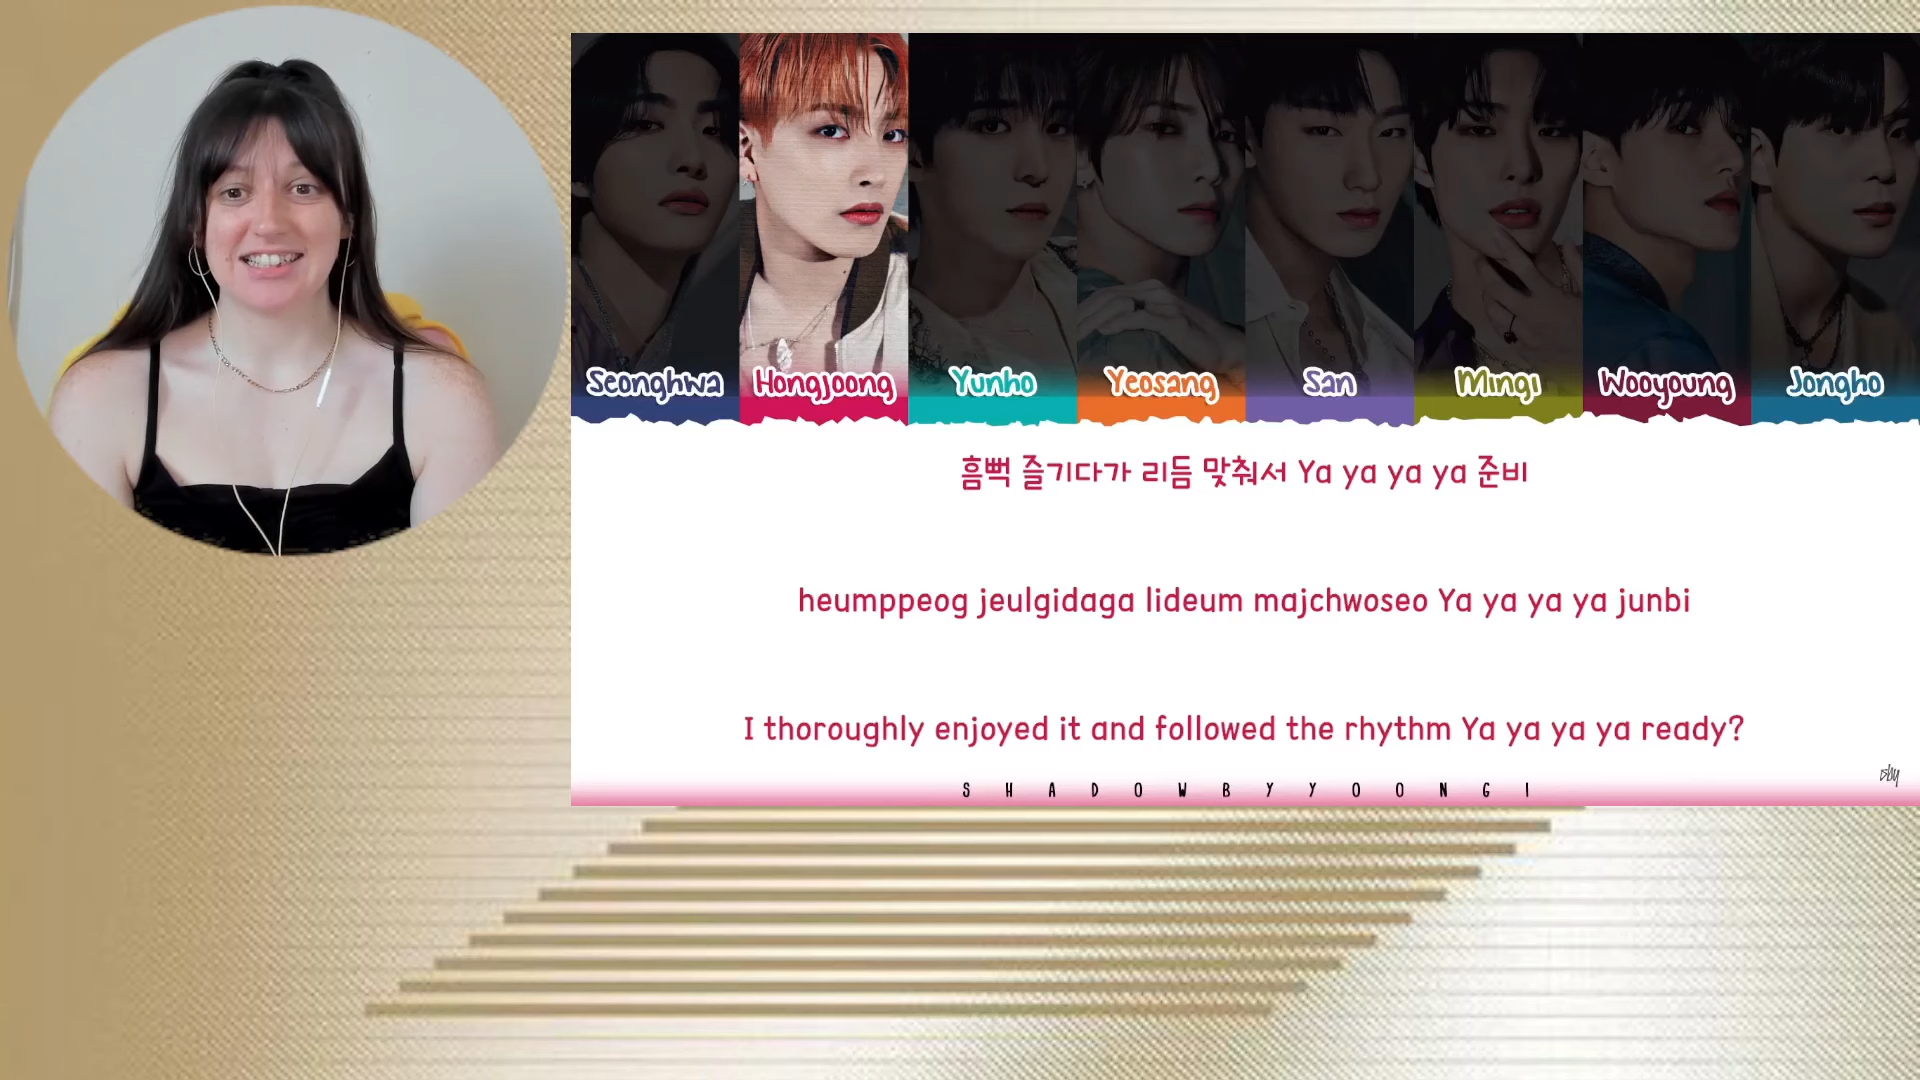 Seonghwa Hongjoong Yunho Yeosang San Mingi Wooyoung Jongho
흠뻑 즐기다가 리듬 맞춰서 Ya ya ya ya 준비
heumppeog jeulgidaga lideum majchwoseo Ya ya ya ya junbi
I thoroughly enjoyed it and followed the rhythm Ya ya ya ya ready?
sby
SHADOWBYYOONGI